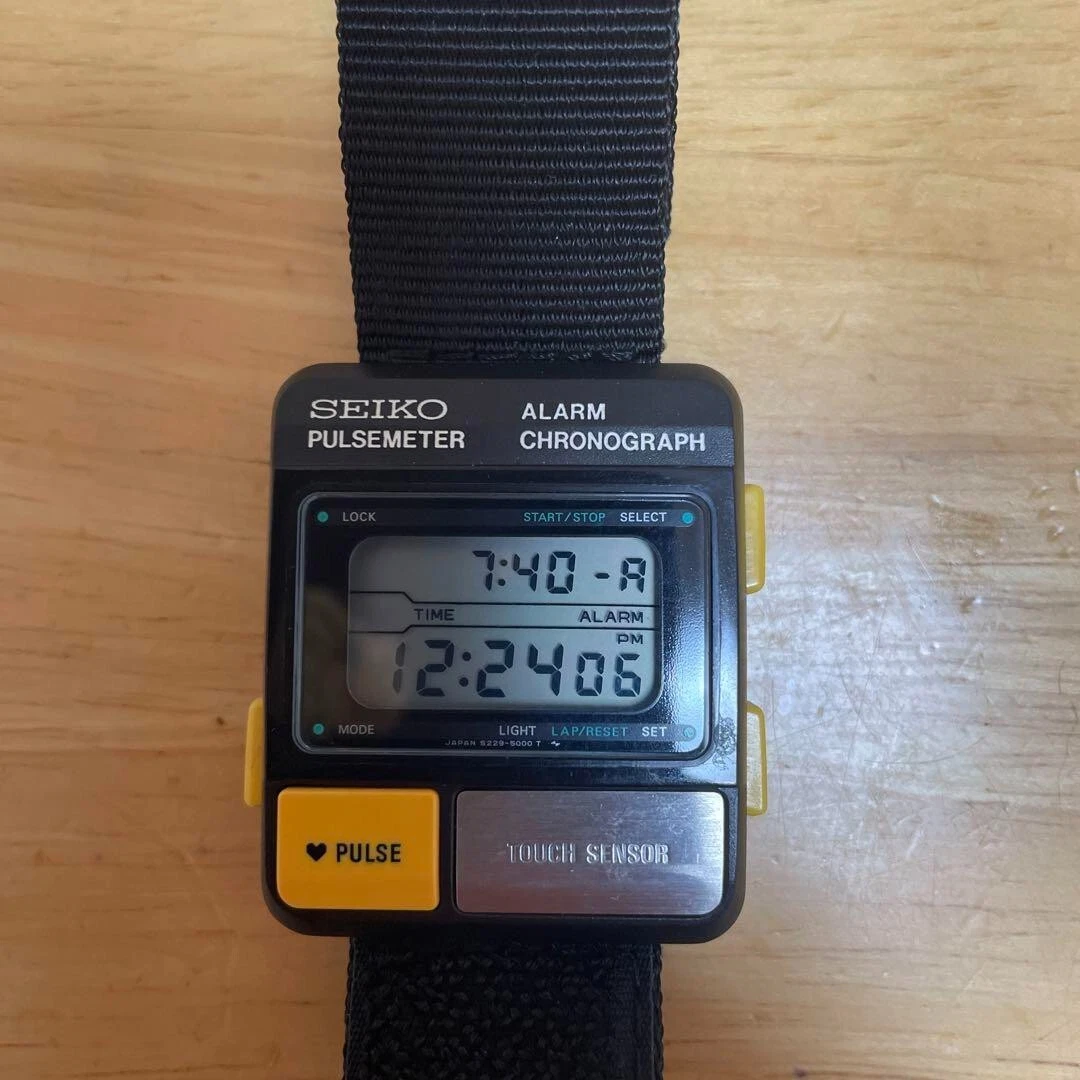 SEIKO ALARM
PULSEMETER CHRONOGRAPH
LOCK START/STOP SELECT
7:40 -A
TIME ALARM
PM
12:24 06
MODE LIGHT LAP/RESET SET
JAPAN S229-5000 T
♥ PULSE TOUCH SENSOR